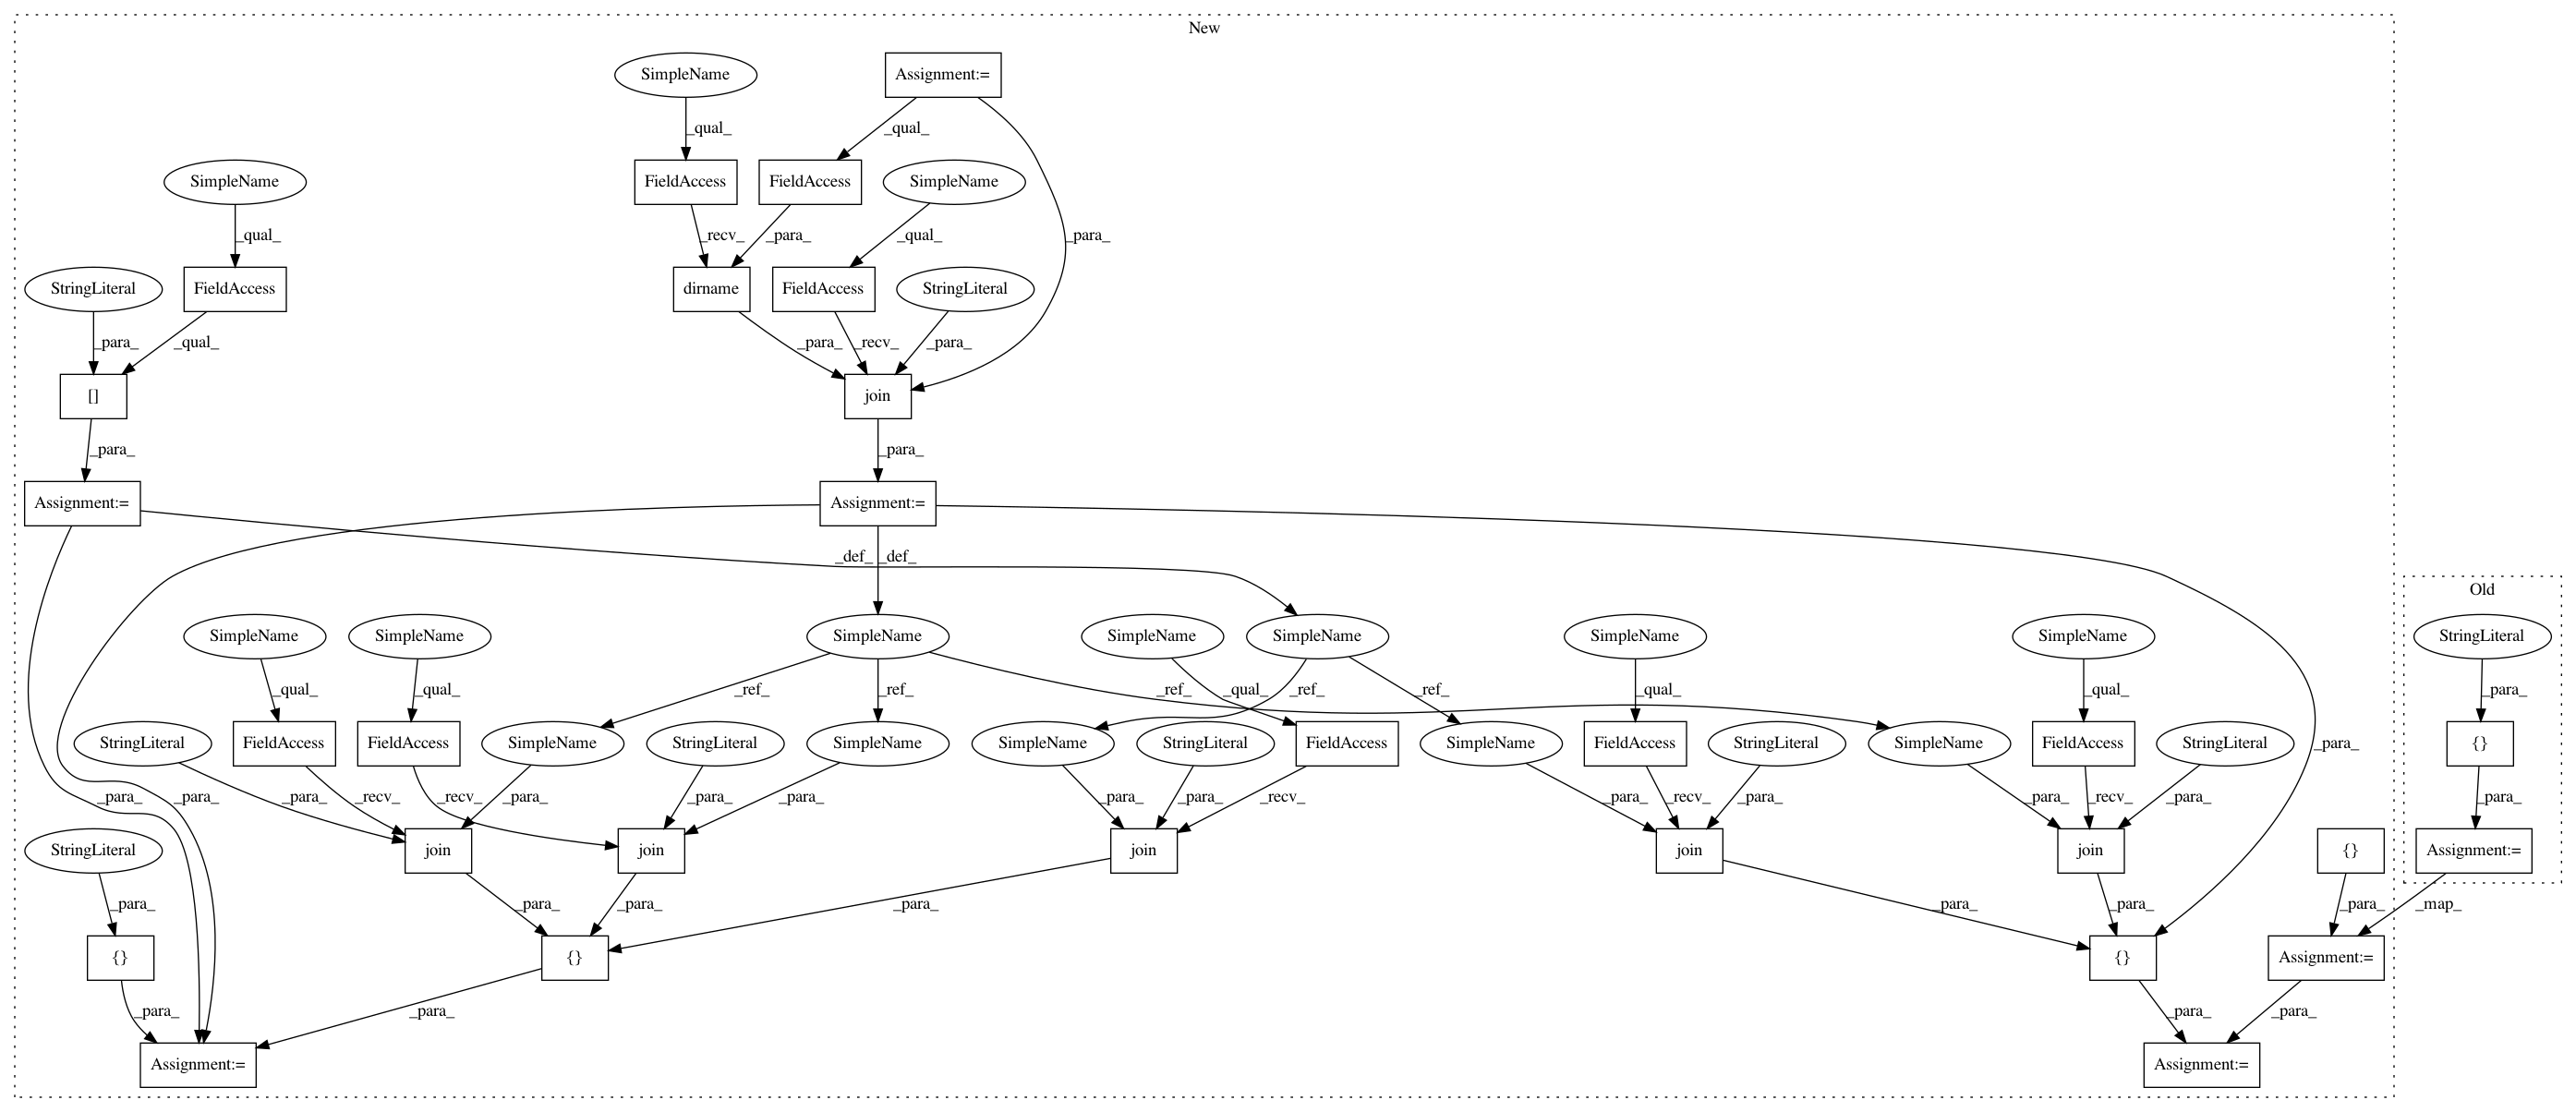 New
SimpleName
Assignment:=
_qual_
_qual_
SimpleName
FieldAccess
FieldAccess
SimpleName
_qual_
_recv_
_para_
_qual_
_para_
StringLiteral
FieldAccess
dirname
FieldAccess
StringLiteral
_para_
_qual_
_para_
_recv_
_para_
[]
join
_para_
_para_
Assignment:=
Assignment:=
_def_
_def_
Old
SimpleName
SimpleName
SimpleName
SimpleName
SimpleName
SimpleName
SimpleName
StringLiteral
_qual_
_qual_
_ref_
_ref_
_ref_
_qual_
_ref_
_ref_
_qual_
_qual_
_para_
StringLiteral
FieldAccess
FieldAccess
SimpleName
StringLiteral
SimpleName
SimpleName
StringLiteral
FieldAccess
SimpleName
FieldAccess
StringLiteral
SimpleName
FieldAccess
StringLiteral
_para_
{}
_para_
_para_
_para_
_recv_
_recv_
_para_
_para_
_para_
_para_
_para_
_recv_
_para_
_recv_
_para_
_para_
_recv_
_para_
_para_
StringLiteral
join
join
join
join
join
{}
Assignment:=
_para_
_para_
_para_
_para_
_para_
_para_
_para_
_map_
{}
{}
{}
Assignment:=
_para_
_para_
_para_
_para_
Assignment:=
Assignment:=